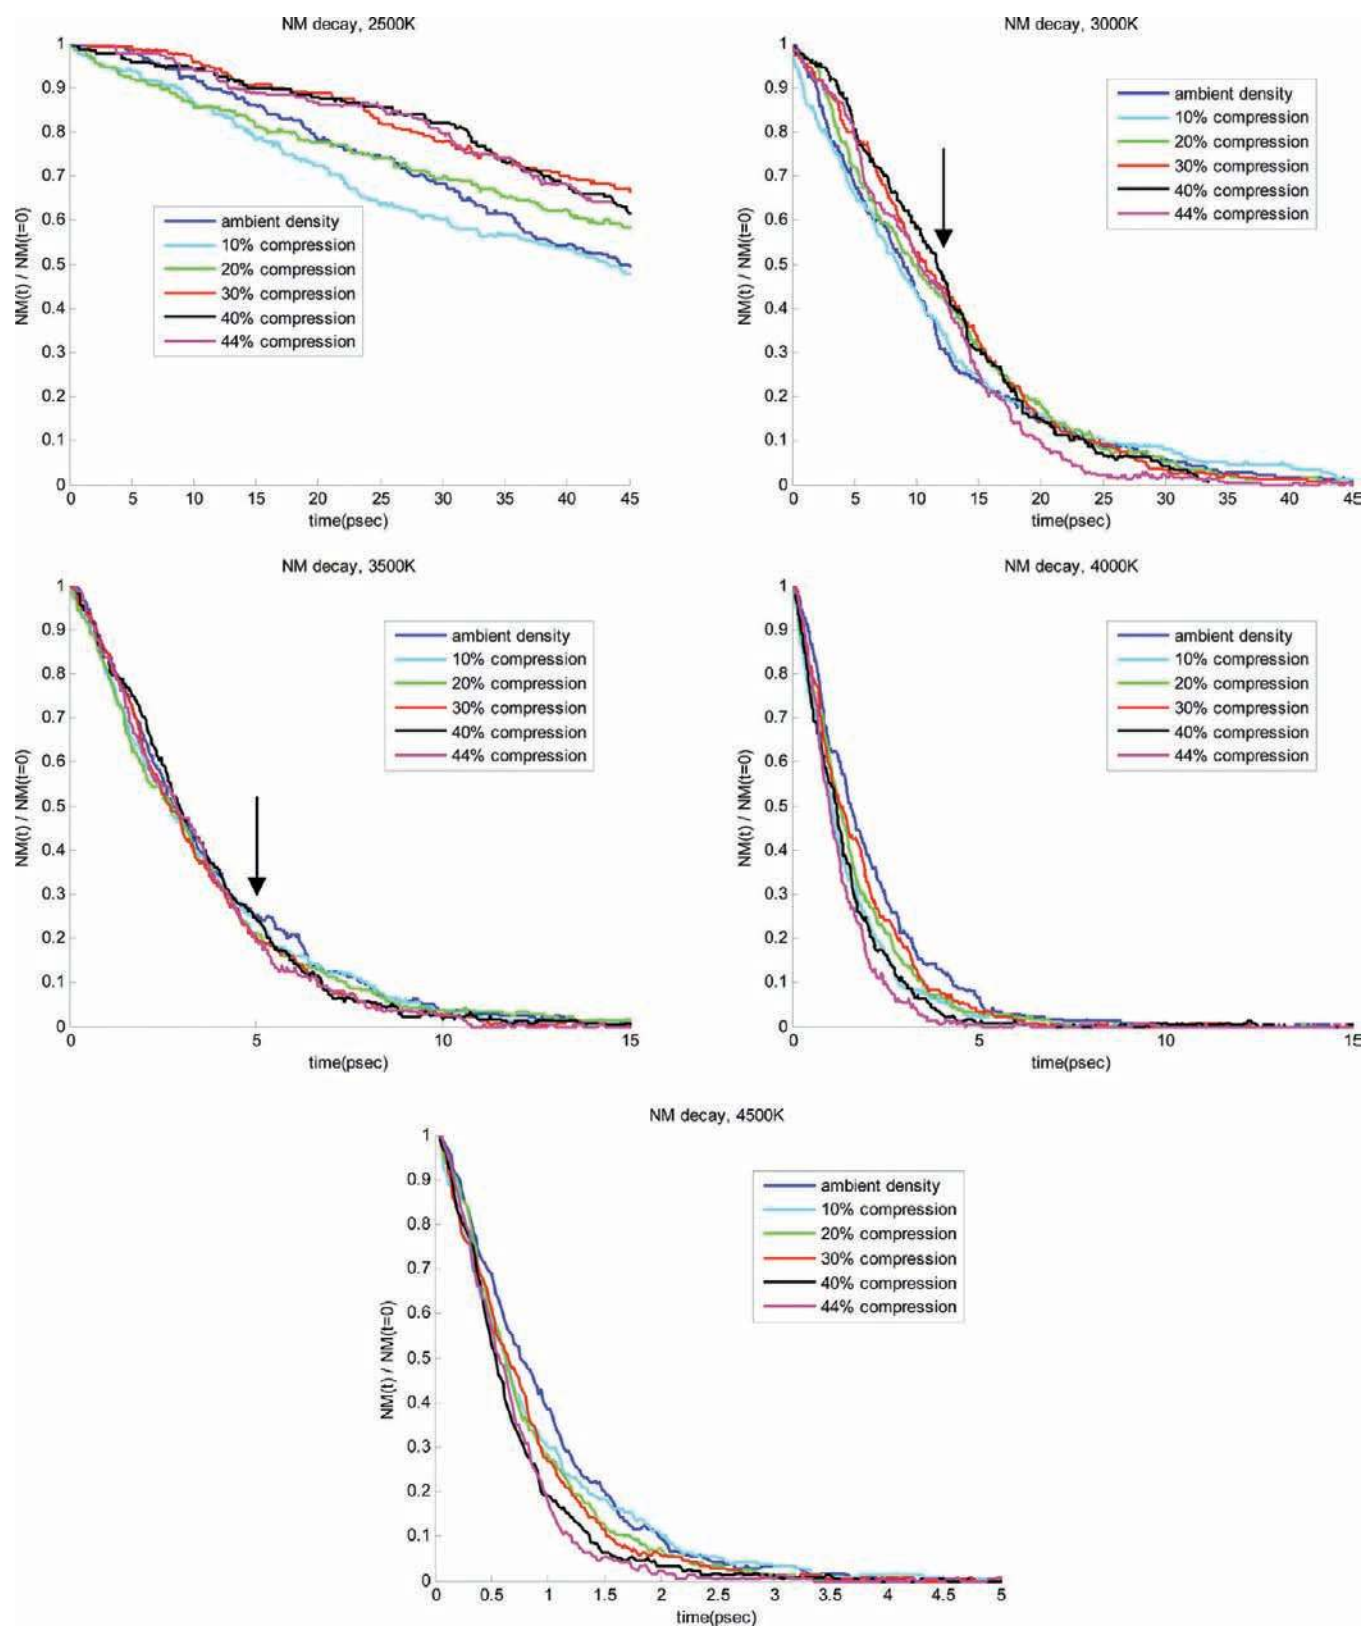 NM decay, 2500K
1
0.9
0.8
0.7
0.6
0.5
0.4
0.3
0.2
0.1
0
NM(t) / NM(t=0)
ambient density
10% compression
20% compression
30% compression
40% compression
44% compression
0 5 10 15 20 25 30 35 40 45
time(psec)
NM decay, 3000K
1
0.9
0.8
0.7
0.6
0.5
0.4
0.3
0.2
0.1
0
NM(t) / NM(t=0)
ambient density
10% compression
20% compression
30% compression
40% compression
44% compression
0 5 10 15 20 25 30 35 40 45
time(psec)
NM decay, 3500K
1
0.9
0.8
0.7
0.6
0.5
0.4
0.3
0.2
0.1
0
NM(t) / NM(t=0)
ambient density
10% compression
20% compression
30% compression
40% compression
44% compression
0 5 10 15
time(psec)
NM decay, 4000K
1
0.9
0.8
0.7
0.6
0.5
0.4
0.3
0.2
0.1
0
NM(t) / NM(t=0)
ambient density
10% compression
20% compression
30% compression
40% compression
44% compression
0 5 10 15
time(psec)
NM decay, 4500K
1
0.9
0.8
0.7
0.6
0.5
0.4
0.3
0.2
0.1
0
NM(t) / NM(t=0)
ambient density
10% compression
20% compression
30% compression
40% compression
44% compression
0 0.5 1 1.5 2 2.5 3 3.5 4 4.5 5
time(psec)